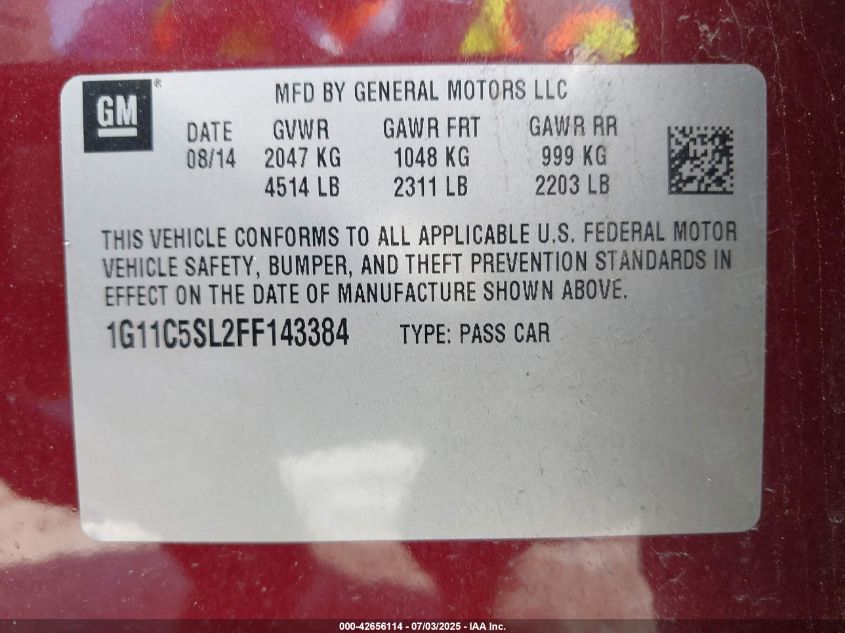 GM ®
MFD BY GENERAL MOTORS LLC
DATE GVWR GAWR FRT GAWR RR
08/14 2047 KG 1048 KG 999 KG
4514 LB 2311 LB 2203 LB
THIS VEHICLE CONFORMS TO ALL APPLICABLE U.S. FEDERAL MOTOR
VEHICLE SAFETY, BUMPER, AND THEFT PREVENTION STANDARDS IN
EFFECT ON THE DATE OF MANUFACTURE SHOWN ABOVE.
1G11C5SL2FF143384 TYPE: PASS CAR
000-42656114 - 07/03/2025 - IAA Inc.